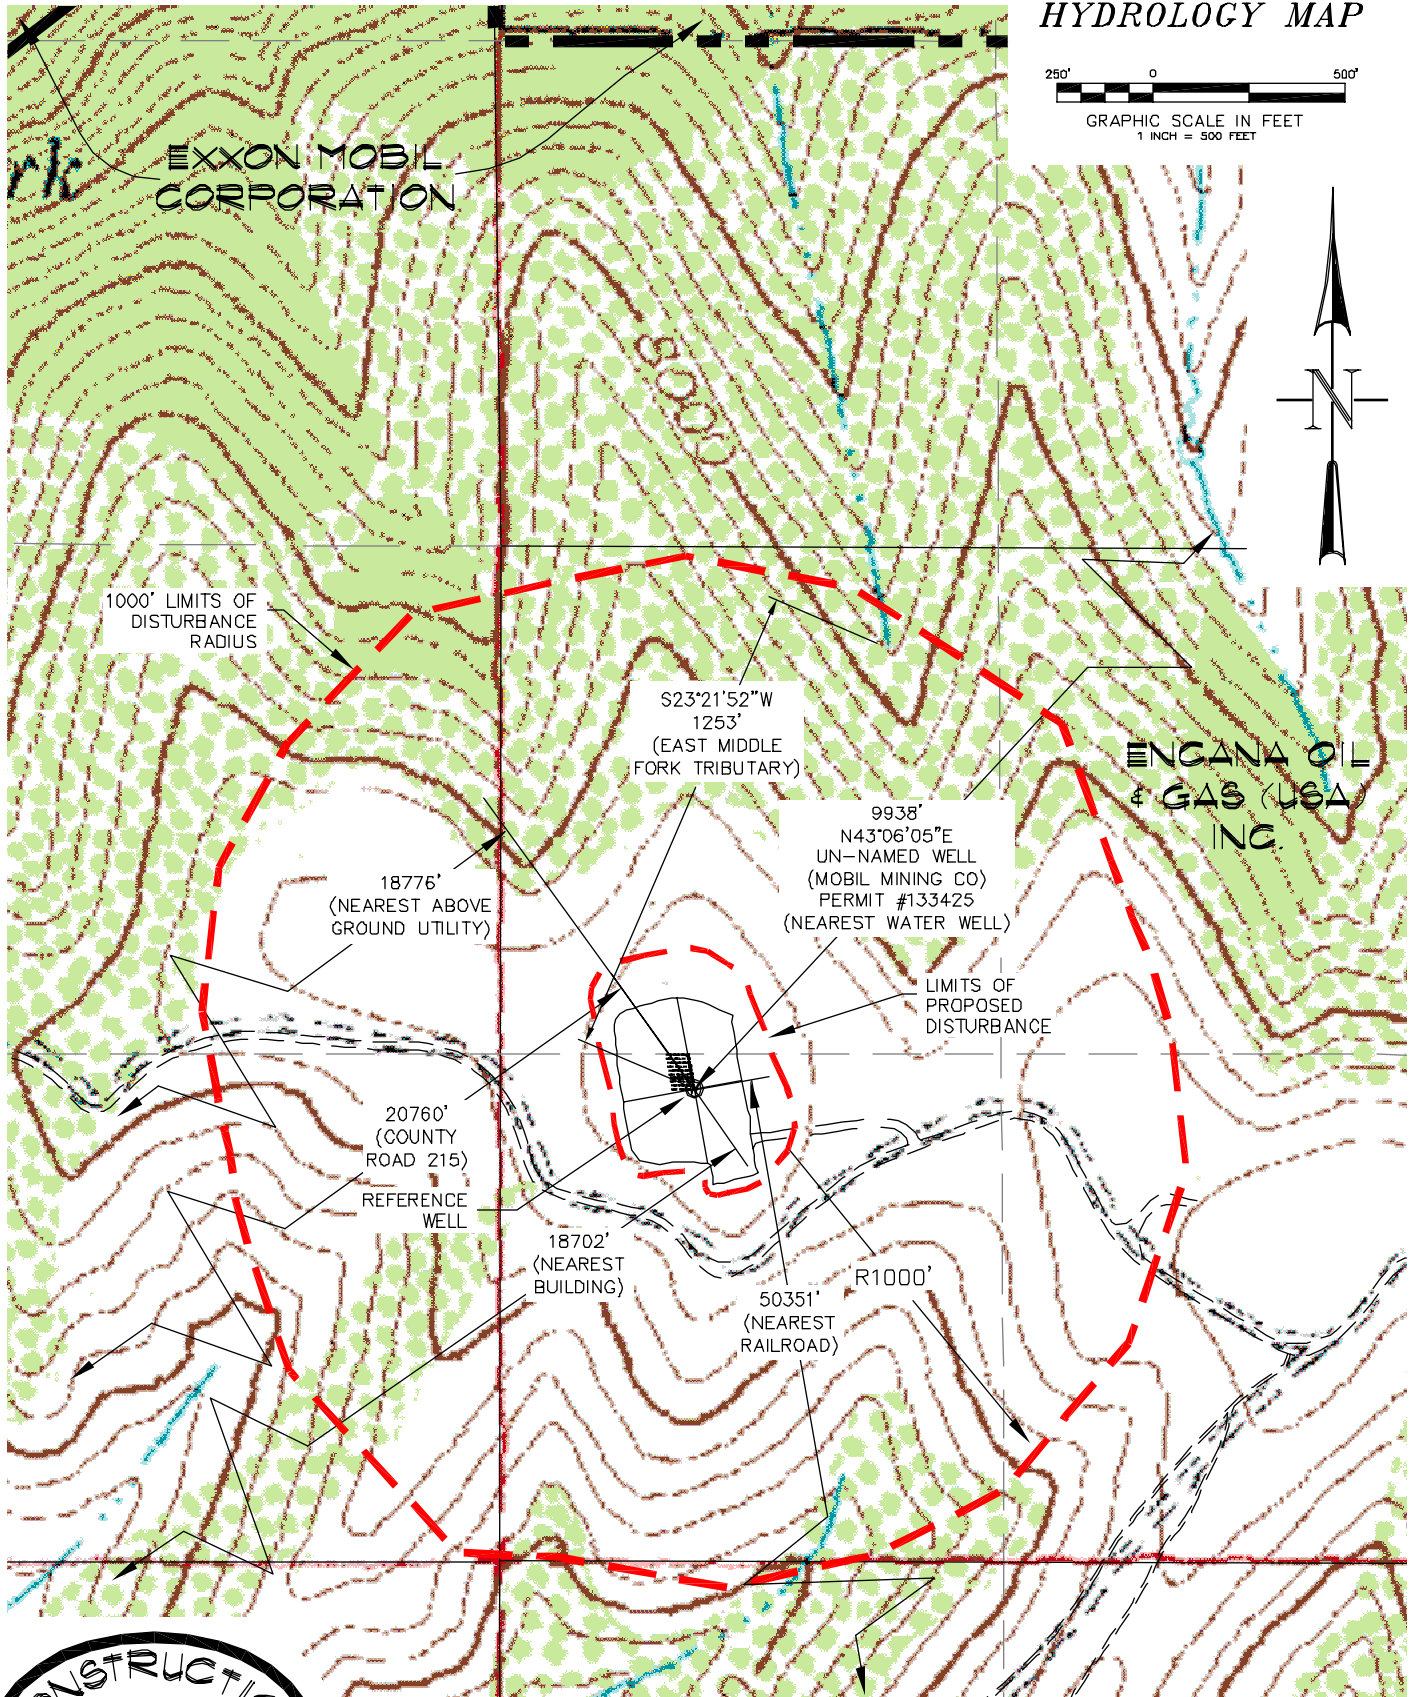 HYDROLOGY MAP
250' 0 500'
GRAPHIC SCALE IN FEET
1 INCH = 500 FEET
rk
EXXON MOBIL
CORPORATION
8000
N
1000' LIMITS OF
DISTURBANCE
RADIUS
S23°21'52"W
1253'
(EAST MIDDLE
FORK TRIBUTARY)
ENCANA OIL
& GAS (USA)
INC.
9938'
N43°06'05"E
UN-NAMED WELL
(MOBIL MINING CO)
PERMIT #133425
(NEAREST WATER WELL)
18776'
(NEAREST ABOVE
GROUND UTILITY)
LIMITS OF
PROPOSED
DISTURBANCE
20760'
(COUNTY
ROAD 215)
REFERENCE
WELL
18702'
(NEAREST
BUILDING)
R1000'
50351'
(NEAREST
RAILROAD)
NSTRUCTI